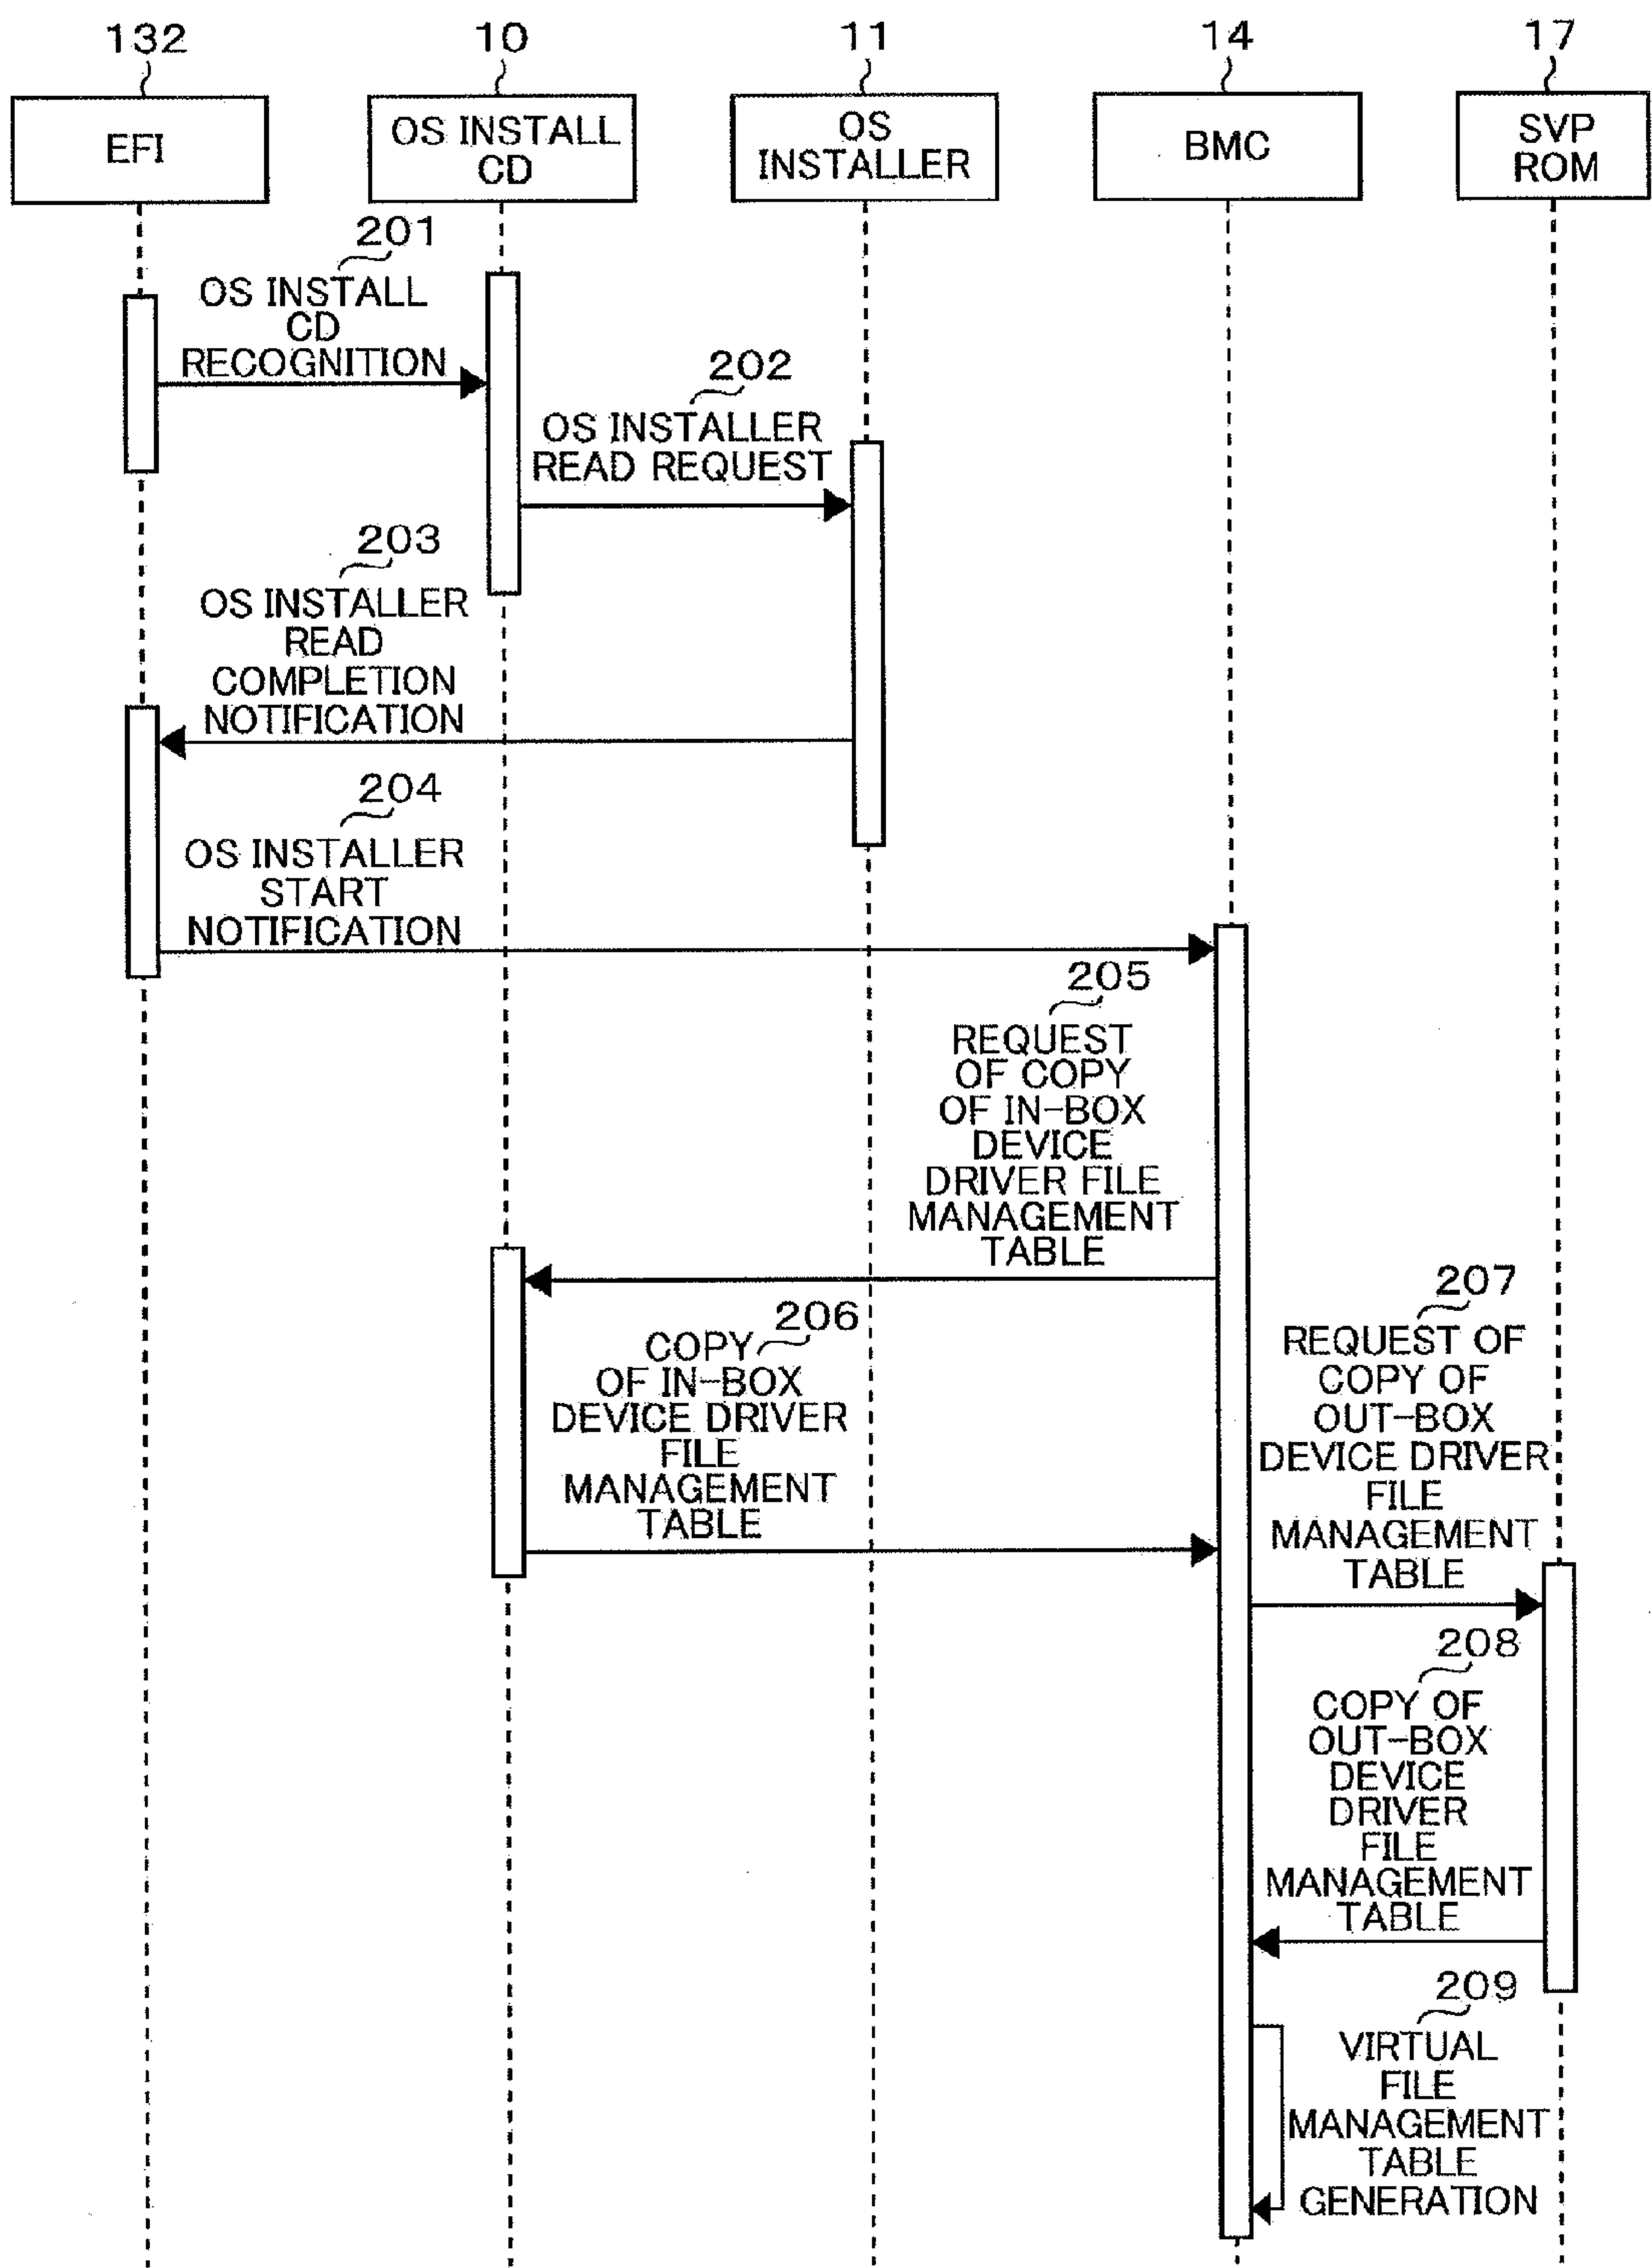 132
10
11
14
17
EFI
OS INSTALL
CD
OS
INSTALLER
BMC
SVP
ROM
201
OS INSTALL
CD
RECOGNITION
202
OS INSTALLER
READ REQUEST
203
OS INSTALLER
READ
COMPLETION
NOTIFICATION
204
OS INSTALLER
START
NOTIFICATION
205
REQUEST
OF COPY
OF IN-BOX
DEVICE
DRIVER FILE
MANAGEMENT
TABLE
206
COPY
OF IN-BOX
DEVICE DRIVER
FILE
MANAGEMENT
TABLE
207
REQUEST OF
COPY OF
OUT-BOX
DEVICE DRIVER
FILE
MANAGEMENT
TABLE
208
COPY OF
OUT-BOX
DEVICE
DRIVER
FILE
MANAGEMENT
TABLE
209
VIRTUAL
FILE
MANAGEMENT
TABLE
GENERATION